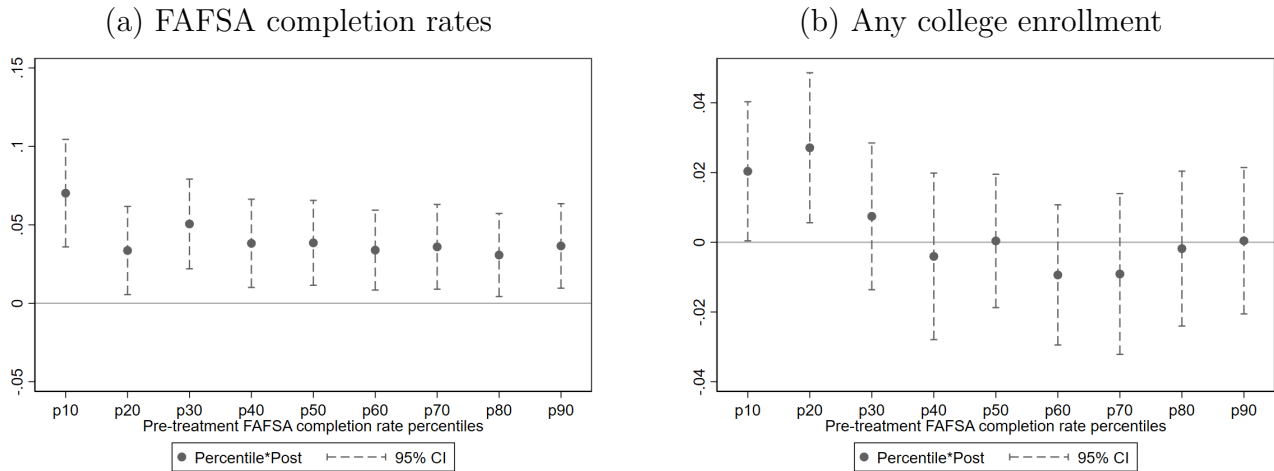 (a) FAFSA completion rates
.15
.1
.05
0
-.05
p10 p20 p30 p40 p50 p60 p70 p80 p90
Pre-treatment FAFSA completion rate percentiles
Percentile*Post 95% CI
(b) Any college enrollment
.04
.02
0
-.02
-.04
p10 p20 p30 p40 p50 p60 p70 p80 p90
Pre-treatment FAFSA completion rate percentiles
Percentile*Post 95% CI